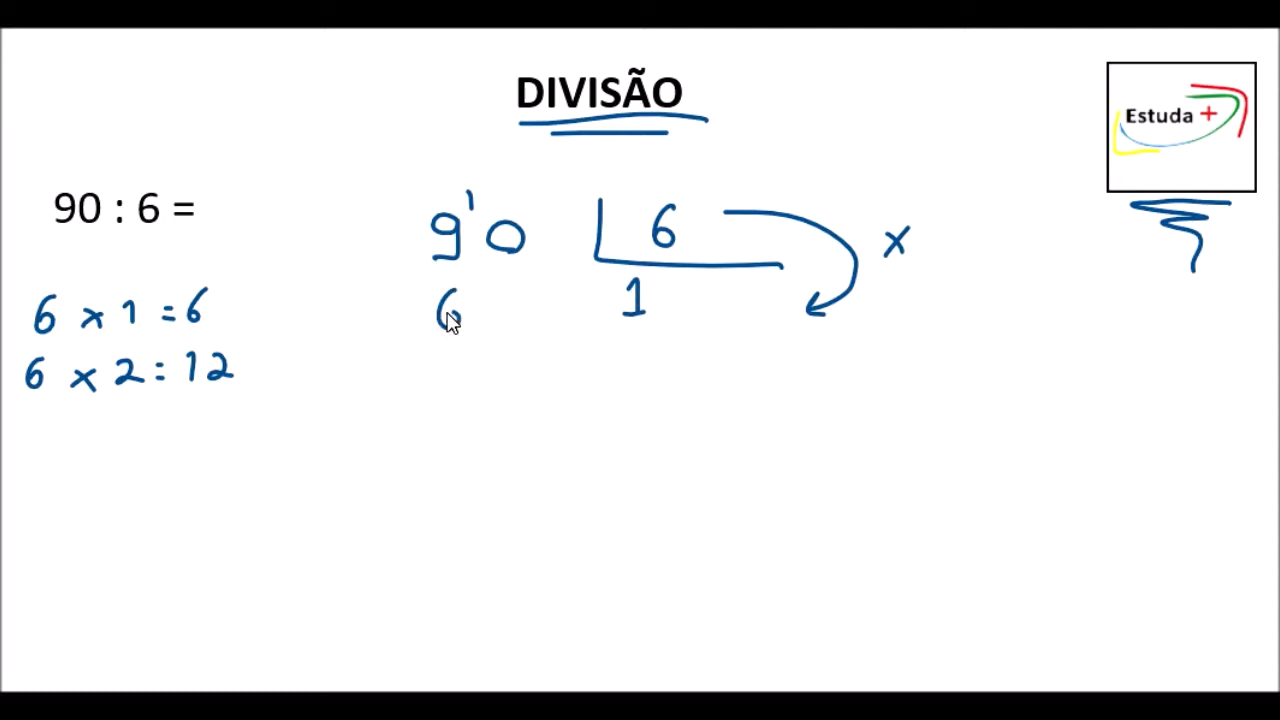 DIVISÃO
Estuda +
90 : 6 =
9'0 6 x
6 1
6 x 1 = 6
6 x 2 = 12